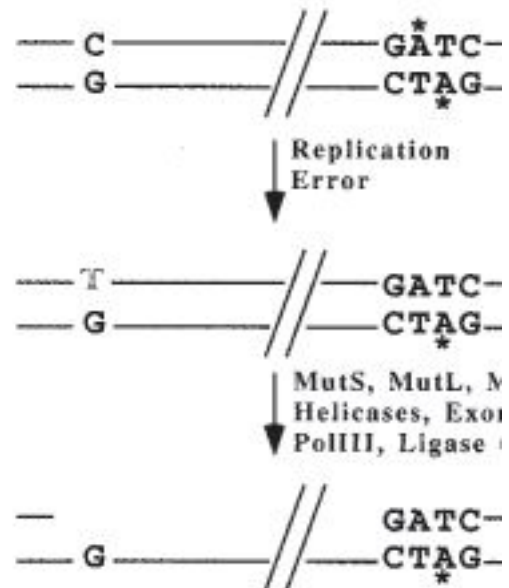 C GATC
G CTAG
Replication
Error
T GATC
G CTAG
MutS, MutL,
Helicases,
PolIII, Ligase
GATC
G CTAG